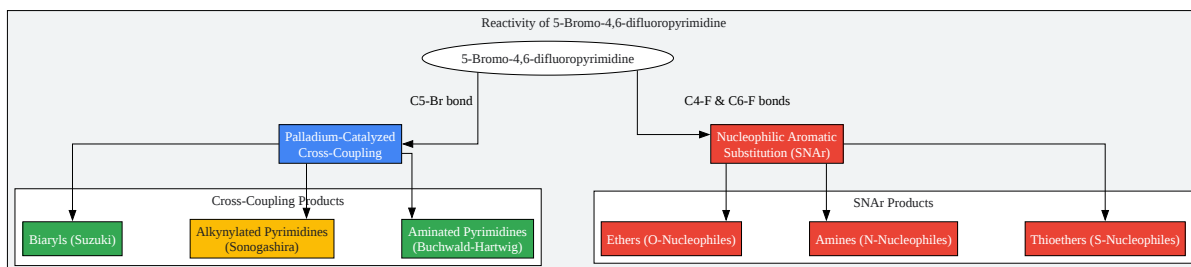 Reactivity of 5-Bromo-4,6-difluoropyrimidine
5-Bromo-4,6-difluoropyrimidine
C5-Br bond
C4-F & C6-F bonds
Palladium-Catalyzed
Cross-Coupling
Nucleophilic Aromatic
Substitution (SNAr)
Cross-Coupling Products
Biaryls (Suzuki)
Alkynylated Pyrimidines
(Sonogashira)
Aminated Pyrimidines
(Buchwald-Hartwig)
SNAr Products
Ethers (O-Nucleophiles)
Amines (N-Nucleophiles)
Thioethers (S-Nucleophiles)